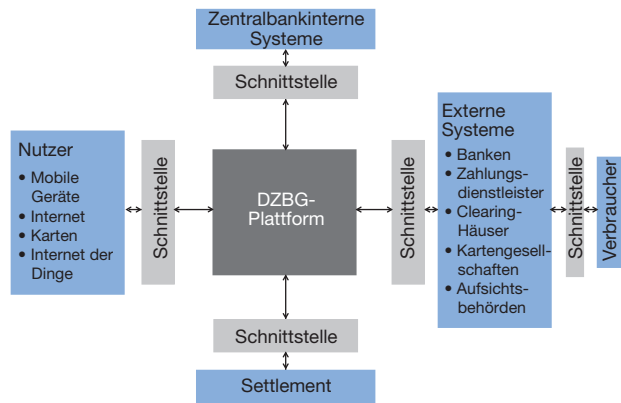 Zentralbankinterne
Systeme
Schnittstelle
Nutzer
• Mobile
Geräte
• Internet
• Karten
• Internet der
Dinge
Schnittstelle
DZBG-
Plattform
Schnittstelle
Externe
Systeme
• Banken
• Zahlungs-
dienstleister
• Clearing-
Häuser
• Kartengesell-
schaften
• Aufsichts-
behörden
Schnittstelle
Verbraucher
Schnittstelle
Settlement